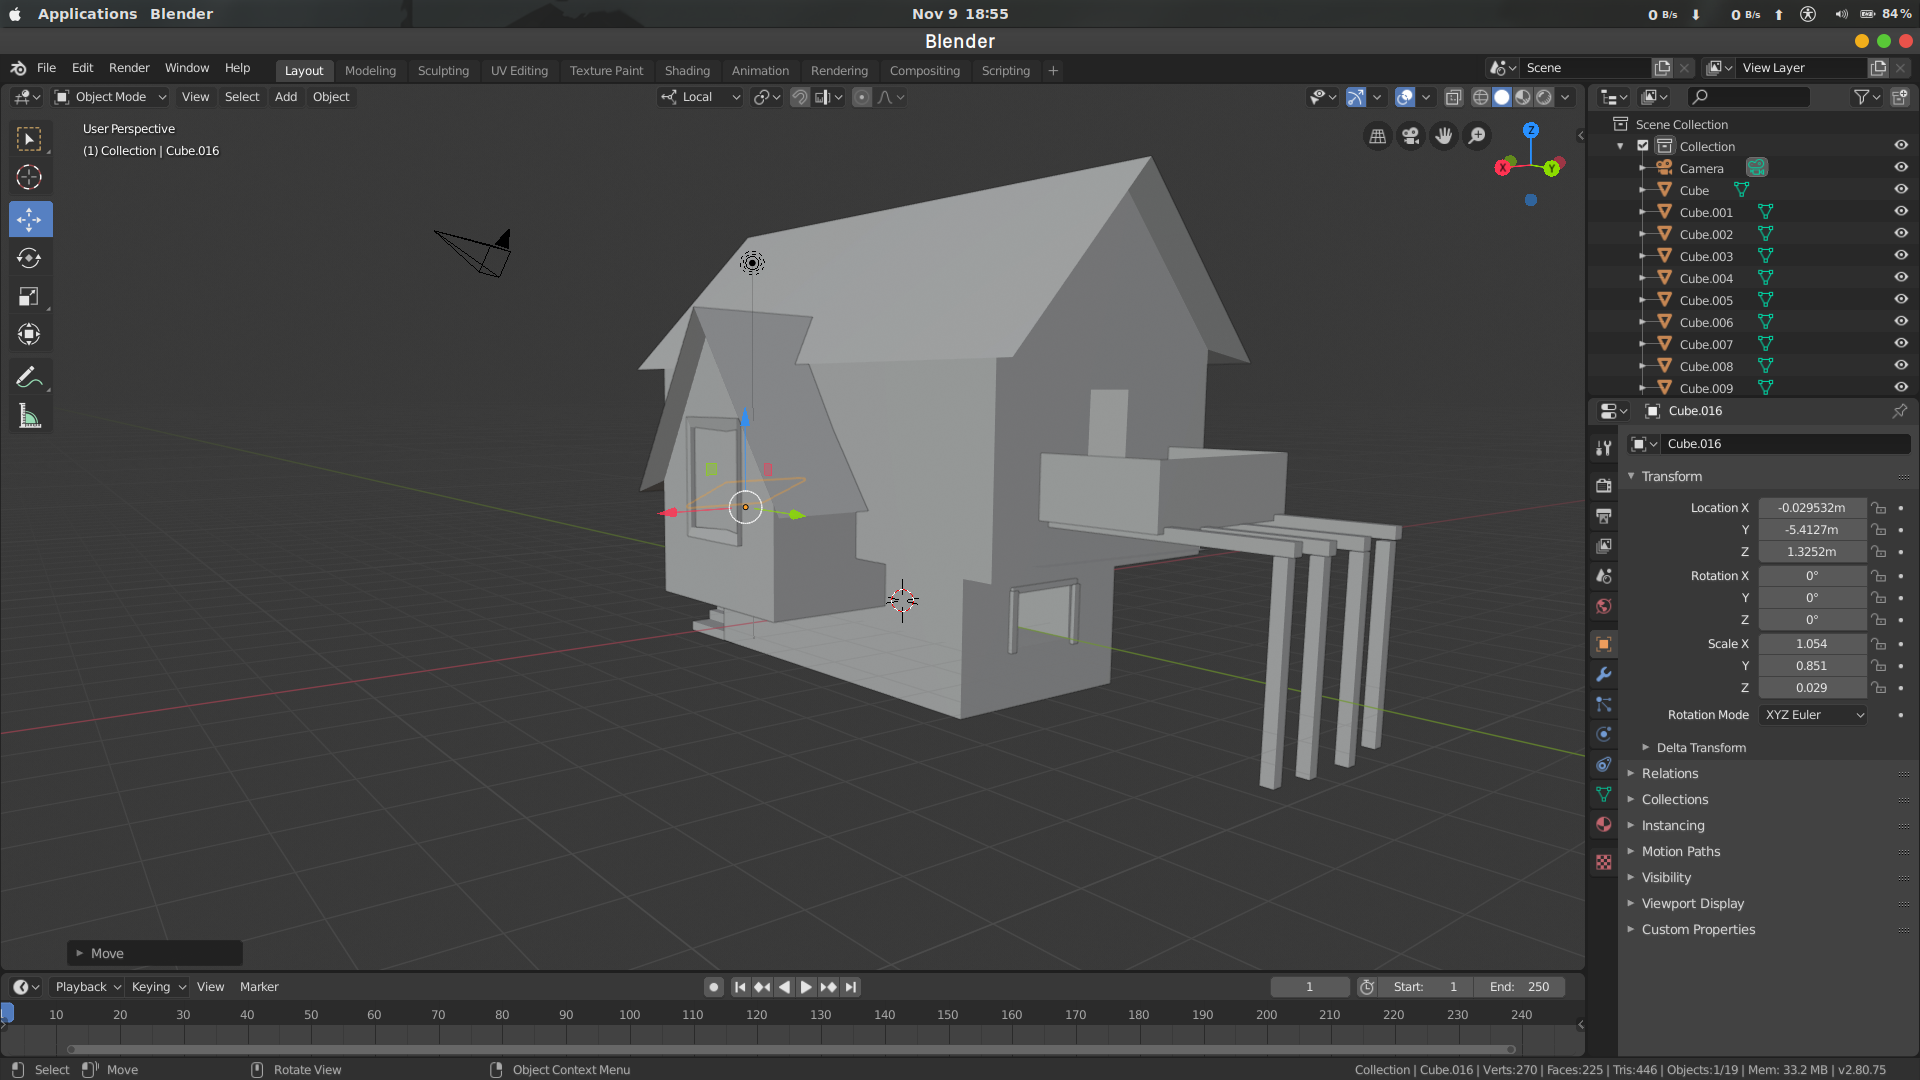 Applications Blender
Nov 9 18:55
0 B/s 0 B/s 84%
Blender
File Edit Render Window Help
Layout Modeling Sculpting UV Editing Texture Paint Shading Animation Rendering Compositing Scripting +
Scene
View Layer
Object Mode View Select Add Object
Local
User Perspective
(1) Collection | Cube.016
Z
X
Y
Scene Collection
Collection
Camera
Cube
Cube.001
Cube.002
Cube.003
Cube.004
Cube.005
Cube.006
Cube.007
Cube.008
Cube.009
Cube.016
Cube.016
Transform
Location X -0.029532m
Y -5.4127m
Z 1.3252m
Rotation X 0°
Y 0°
Z 0°
Scale X 1.054
Y 0.851
Z 0.029
Rotation Mode XYZ Euler
Delta Transform
Relations
Collections
Instancing
Motion Paths
Visibility
Viewport Display
Custom Properties
Move
Playback Keying View Marker
1
Start: 1 End: 250
10 20 30 40 50 60 70 80 90 100 110 120 130 140 150 160 170 180 190 200 210 220 230 240
Select Move Rotate View Object Context Menu
Collection | Cube.016 | Verts:270 | Faces:225 | Tris:446 | Objects:1/19 | Mem: 33.2 MB | v2.80.75